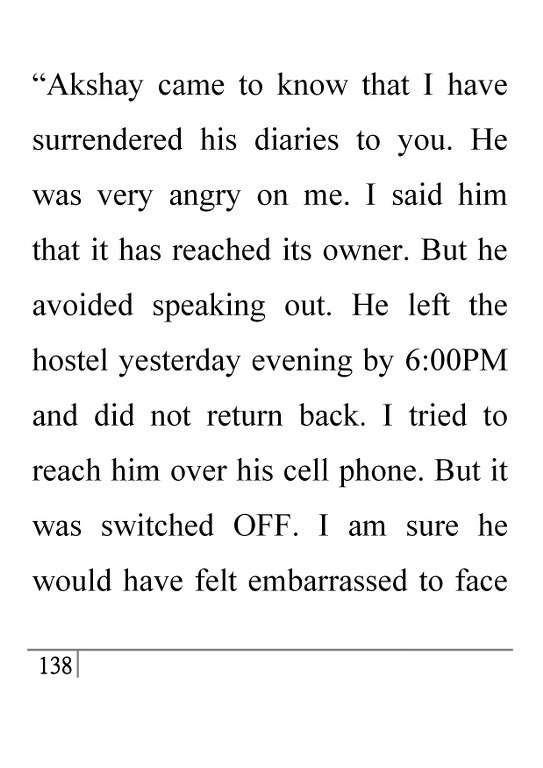 “Akshay came to know that I have
surrendered his diaries to you. He
was very angry on me. I said him
that it has reached its owner. But he
avoided speaking out. He left the
hostel yesterday evening by 6:00PM
and did not return back. I tried to
reach him over his cell phone. But it
was switched OFF. I am sure he
would have felt embarrassed to face
138